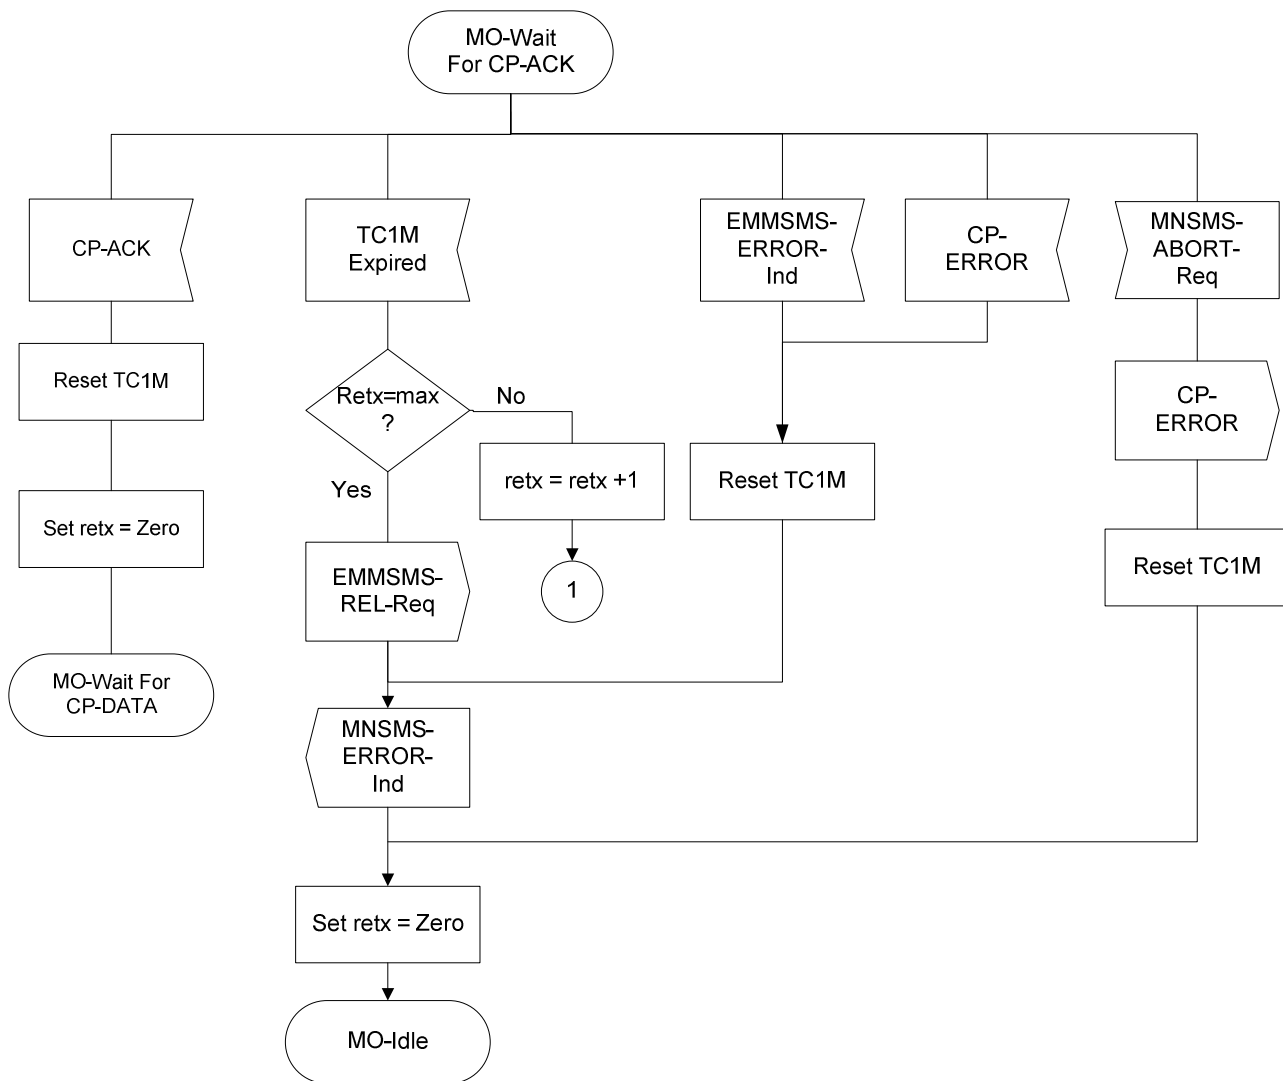 MO-Wait
For CP-ACK
CP-ACK
TC1M
Expired
EMMSMS-
ERROR-
Ind
CP-
ERROR
MNSMS-
ABORT-
Req
Reset TC1M
Retx=max
?
No
CP-
ERROR
Yes
retx = retx +1
Reset TC1M
Set retx = Zero
EMMSMS-
REL-Req
1
Reset TC1M
MO-Wait For
CP-DATA
MNSMS-
ERROR-
Ind
Set retx = Zero
MO-Idle